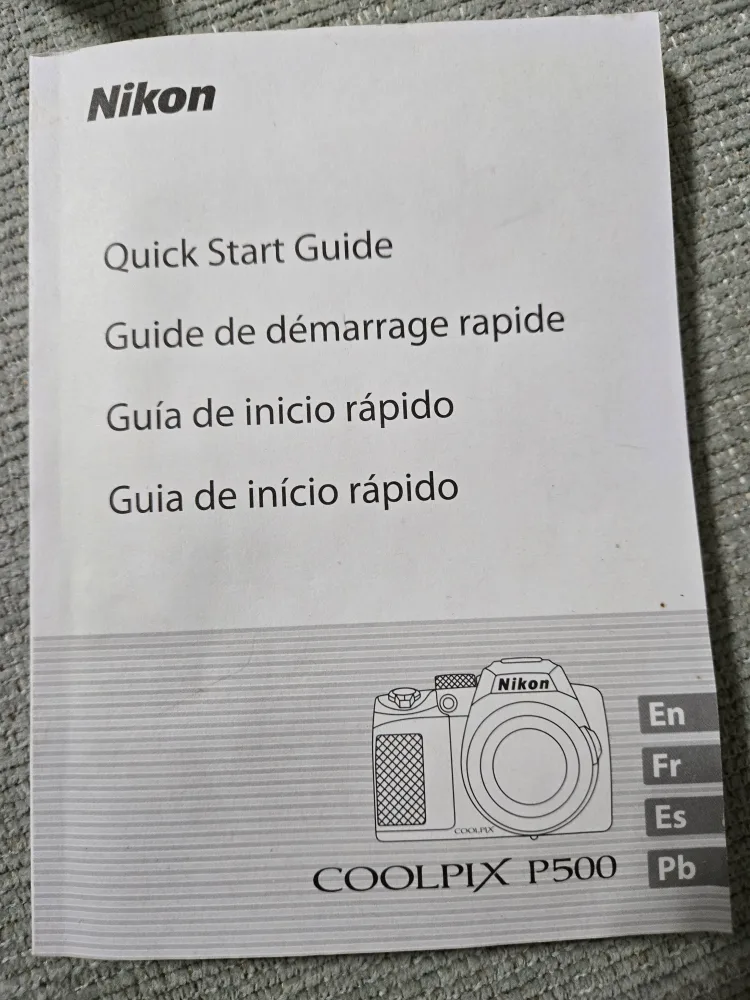 Nikon
Quick Start Guide
Guide de démarrage rapide
Guía de inicio rápido
Guia de início rápido
Nikon
COOLPIX
COOLPIX P500
En
Fr
Es
Pb